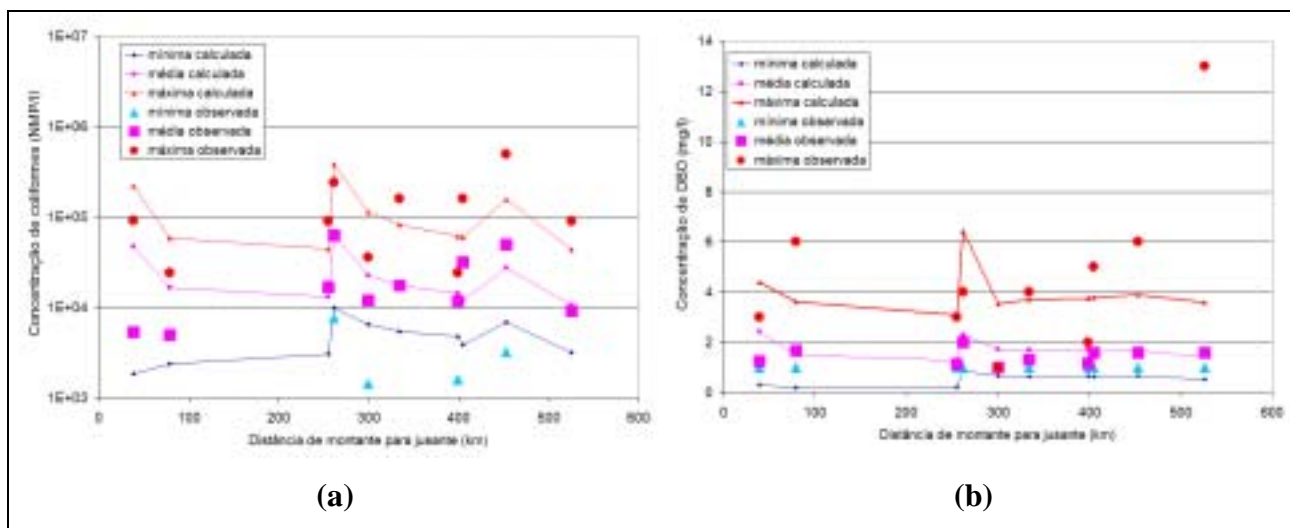 1E+07
1E+06
1E+05
1E+04
1E+03
Concentração de coliformes (NMP/l)
mínima calculada
média calculada
máxima calculada
mínima observada
média observada
máxima observada
0 100 200 300 400 500 600
Distância de montante para jusante (km)
(a)
14
12
10
8
6
4
2
0
Concentração de DBO (mg/l)
mínima calculada
média calculada
máxima calculada
mínima observada
média observada
máxima observada
0 100 200 300 400 500 600
Distância de montante para jusante (km)
(b)